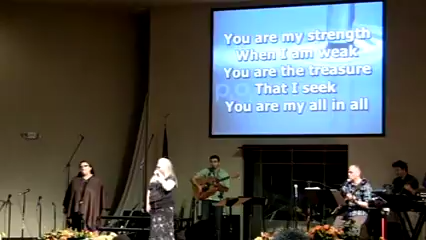 You are my strength
When I am weak
You are the treasure
That I seek
You are my all in all